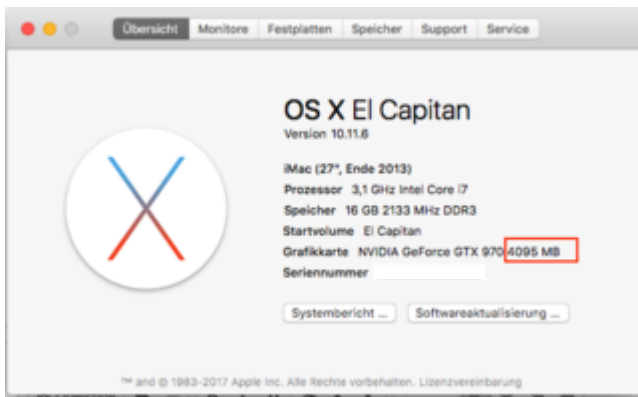 Übersicht Monitore Festplatten Speicher Support Service
OS X El Capitan
Version 10.11.6
iMac (27", Ende 2013)
Prozessor 3,1 GHz Intel Core i7
Speicher 16 GB 2133 MHz DDR3
Startvolume El Capitan
Grafikkarte NVIDIA GeForce GTX 970 4095 MB
Seriennummer
Systembericht ... Softwareaktualisierung ...
™ and © 1983-2017 Apple Inc. Alle Rechte vorbehalten. Lizenzvereinbarung